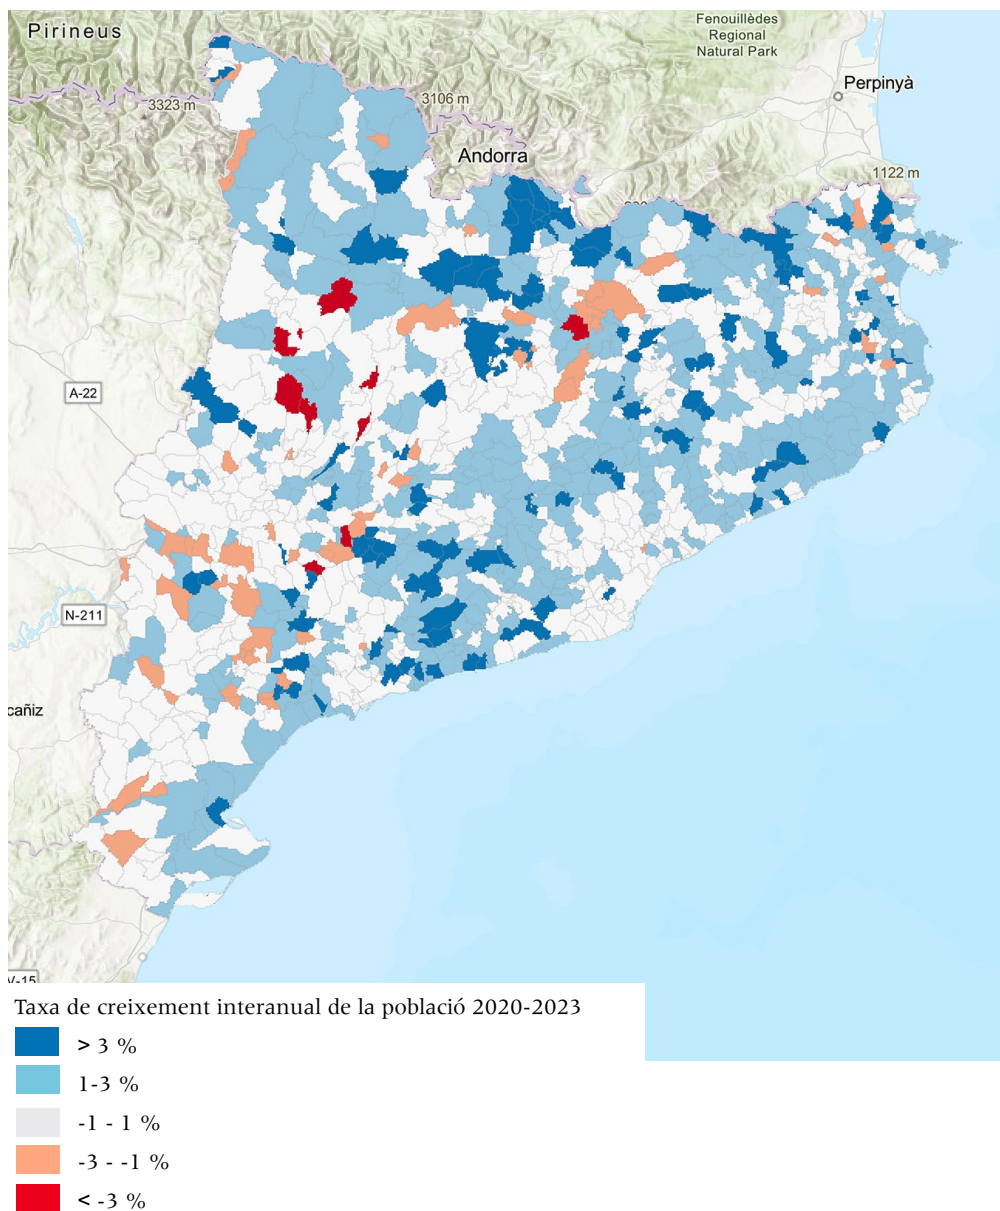 Pirineus
Fenouillèdes
Regional
Natural Park
Perpinyà
3323 m
3106 m
Andorra
1122 m
A-22
N-211
cañiz
V-15
Taxa de creixement interanual de la població 2020-2023
> 3 %
1-3 %
-1 - 1 %
-3 - -1 %
< -3 %